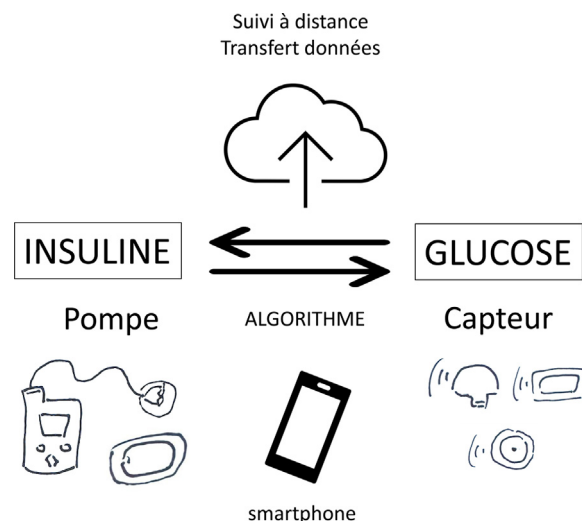 Suivi à distance
Transfert données
INSULINE
GLUCOSE
Pompe
ALGORITHME
Capteur
smartphone